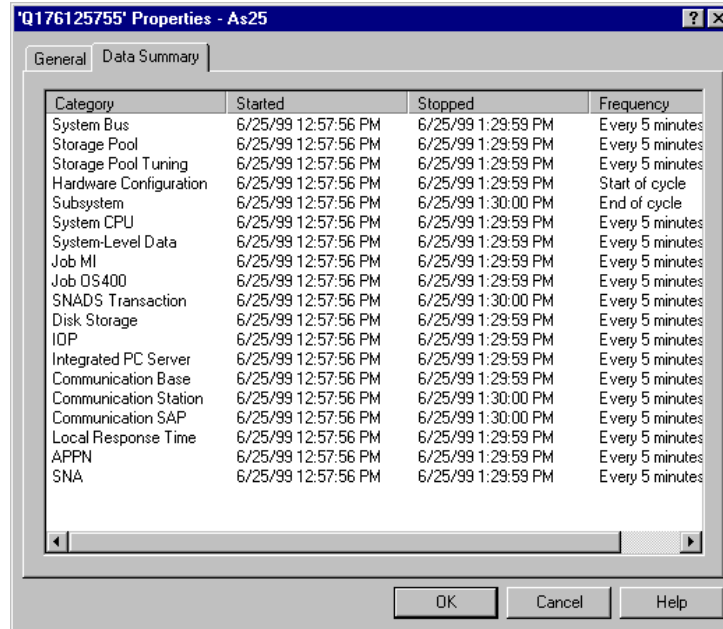 'Q176125755' Properties - As25
General Data Summary
Category Started Stopped Frequency
System Bus 6/25/99 12:57:56 PM 6/25/99 1:29:59 PM Every 5 minutes
Storage Pool 6/25/99 12:57:56 PM 6/25/99 1:29:59 PM Every 5 minutes
Storage Pool Tuning 6/25/99 12:57:56 PM 6/25/99 1:29:59 PM Every 5 minutes
Hardware Configuration 6/25/99 12:57:56 PM 6/25/99 1:29:59 PM Start of cycle
Subsystem 6/25/99 12:57:56 PM 6/25/99 1:30:00 PM End of cycle
System CPU 6/25/99 12:57:56 PM 6/25/99 1:29:59 PM Every 5 minutes
System-Level Data 6/25/99 12:57:56 PM 6/25/99 1:29:59 PM Every 5 minutes
Job MI 6/25/99 12:57:56 PM 6/25/99 1:29:59 PM Every 5 minutes
Job OS400 6/25/99 12:57:56 PM 6/25/99 1:29:59 PM Every 5 minutes
SNADS Transaction 6/25/99 12:57:56 PM 6/25/99 1:30:00 PM Every 5 minutes
Disk Storage 6/25/99 12:57:56 PM 6/25/99 1:29:59 PM Every 5 minutes
IOP 6/25/99 12:57:56 PM 6/25/99 1:29:59 PM Every 5 minutes
Integrated PC Server 6/25/99 12:57:56 PM 6/25/99 1:29:59 PM Every 5 minutes
Communication Base 6/25/99 12:57:56 PM 6/25/99 1:29:59 PM Every 5 minutes
Communication Station 6/25/99 12:57:56 PM 6/25/99 1:30:00 PM Every 5 minutes
Communication SAP 6/25/99 12:57:56 PM 6/25/99 1:30:00 PM Every 5 minutes
Local Response Time 6/25/99 12:57:56 PM 6/25/99 1:29:59 PM Every 5 minutes
APPN 6/25/99 12:57:56 PM 6/25/99 1:29:59 PM Every 5 minutes
SNA 6/25/99 12:57:56 PM 6/25/99 1:29:59 PM Every 5 minutes
OK Cancel Help